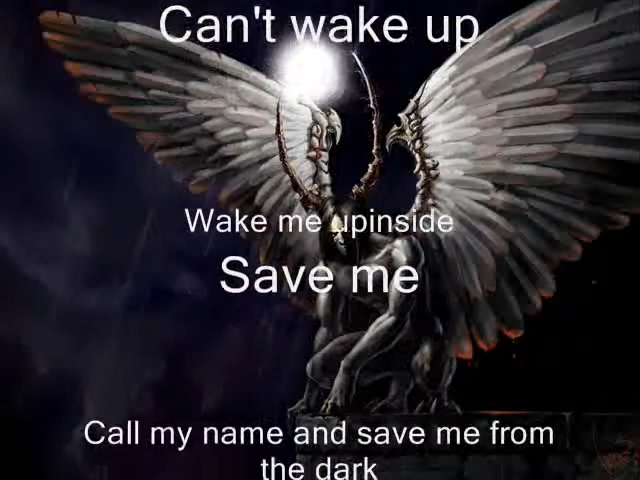 Can't wake up
Wake me upinside
Save me
Call my name and save me from
the dark